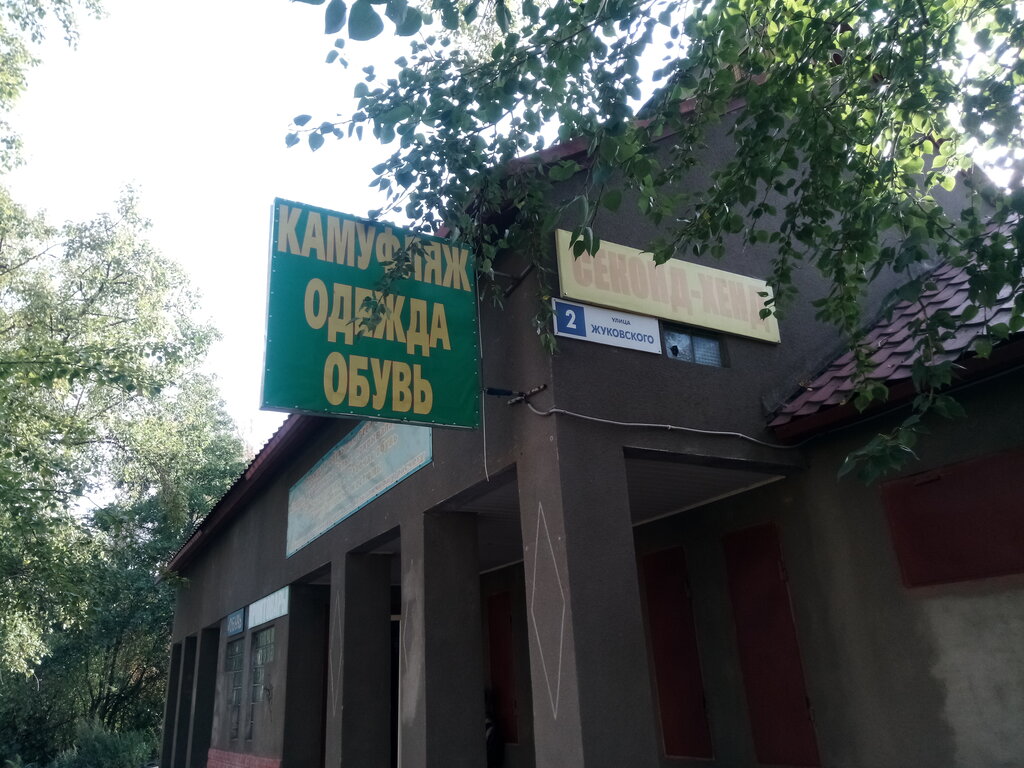 КАМУФЛЯЖ
ОДЕЖДА
ОБУВЬ
СЕКОНД-ХЕНД
2
УЛИЦА
ЖУКОВСКОГО